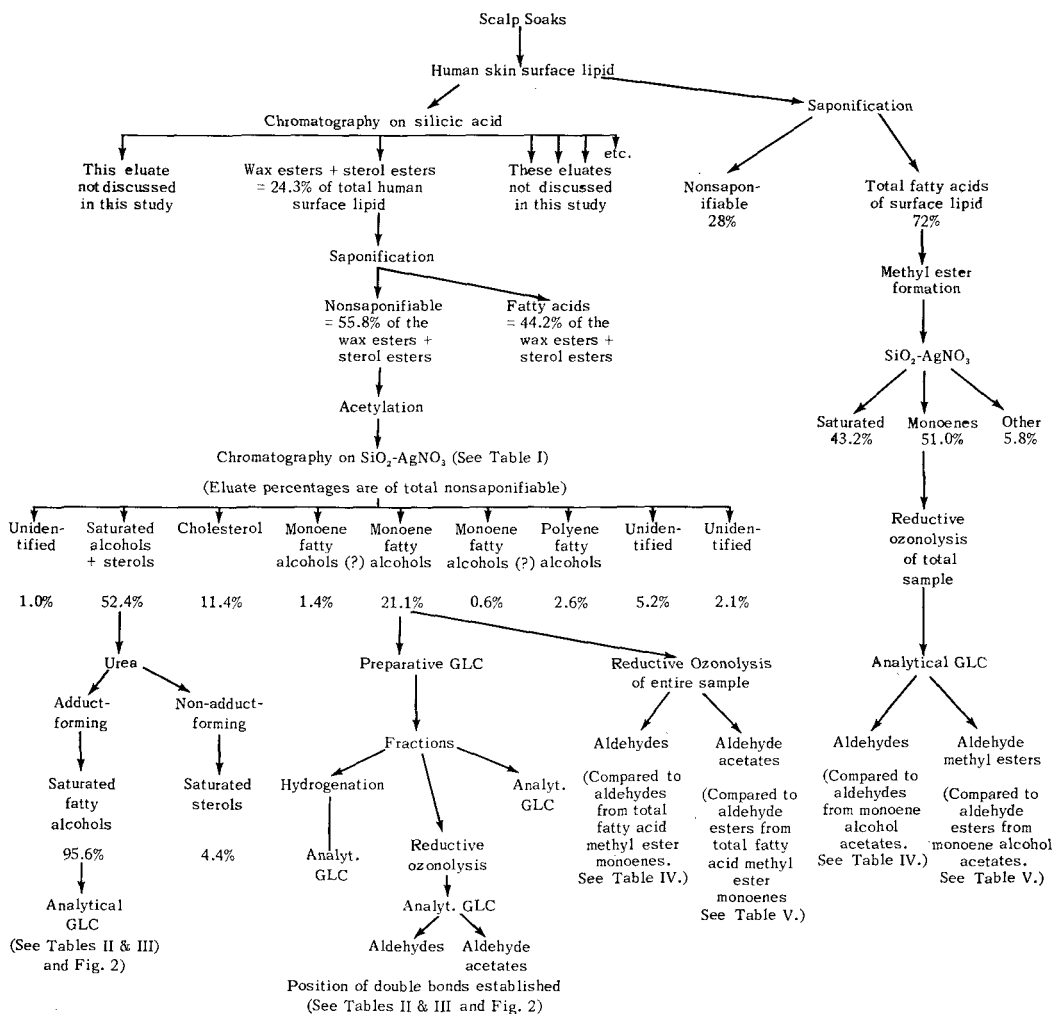 Scalp Soaks
Human skin surface lipid
Chromatography on silicic acid
Saponification
etc.
This eluate
not discussed
in this study
Wax esters + sterol esters
= 24.3% of total human
surface lipid
These eluates
not discussed
in this study
Nonsapon-
ifiable
28%
Total fatty acids
of surface lipid
72%
Saponification
Methyl ester
formation
Nonsaponifiable
= 55.8% of the
wax esters +
sterol esters
Fatty acids
= 44.2% of the
wax esters +
sterol esters
SiO₂-AgNO₃
Acetylation
Saturated
43.2%
Monoenes
51.0%
Other
5.8%
Chromatography on SiO₂-AgNO₃ (See Table I)
(Eluate percentages are of total nonsaponifiable)
Uniden-
tified
Saturated
alcohols
+ sterols
Cholesterol
Monoene
fatty
alcohols (?)
Monoene
fatty
alcohols
Monoene
fatty
alcohols (?)
Polyene
fatty
alcohols
Uniden-
tified
Uniden-
tified
Reductive
ozonolysis
of total
sample
1.0%
52.4%
11.4%
1.4%
21.1%
0.6%
2.6%
5.2%
2.1%
Urea
Preparative GLC
Reductive Ozonolysis
of entire sample
Analytical GLC
Adduct-
forming
Non-adduct-
forming
Fractions
Aldehydes
(Compared to
aldehydes
from total
fatty acid
methyl ester
monoenes.
See Table IV.)
Aldehyde
acetates
(Compared to
aldehyde
esters from
total fatty
acid methyl
ester
monoenes
See Table V.)
Aldehydes
(Compared to
aldehydes
from monoene
alcohol
acetates.
See Table IV.)
Aldehyde
methyl esters
(Compared to
aldehyde
esters from
monoene alcohol
acetates.
See Table V.)
Saturated
fatty
alcohols
Saturated
sterols
Hydrogenation
Analyt.
GLC
95.6%
4.4%
Analyt.
GLC
Reductive
ozonolysis
Analytical
GLC
(See Tables II & III)
and Fig. 2)
Analyt. GLC
Aldehydes
Aldehyde
acetates
Position of double bonds established
(See Tables II & III and Fig. 2)